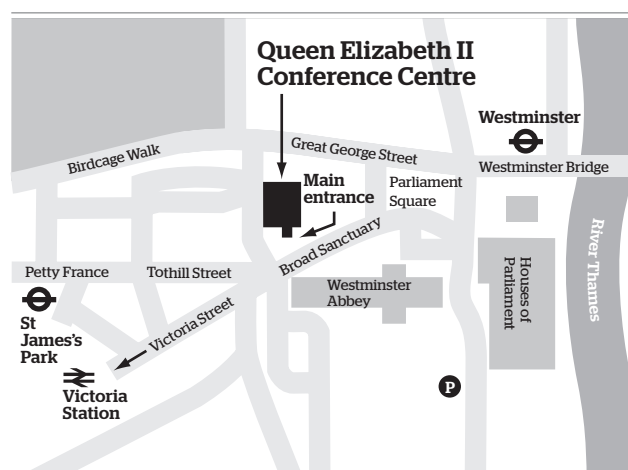 Queen Elizabeth II
Conference Centre
Westminster
Birdcage Walk
Great George Street
Westminster Bridge
Main
entrance
Parliament
Square
Broad Sanctuary
River Thames
Petty France
Tothill Street
Westminster
Abbey
Houses of
Parliament
St
James's
Park
Victoria Street
Victoria
Station
P